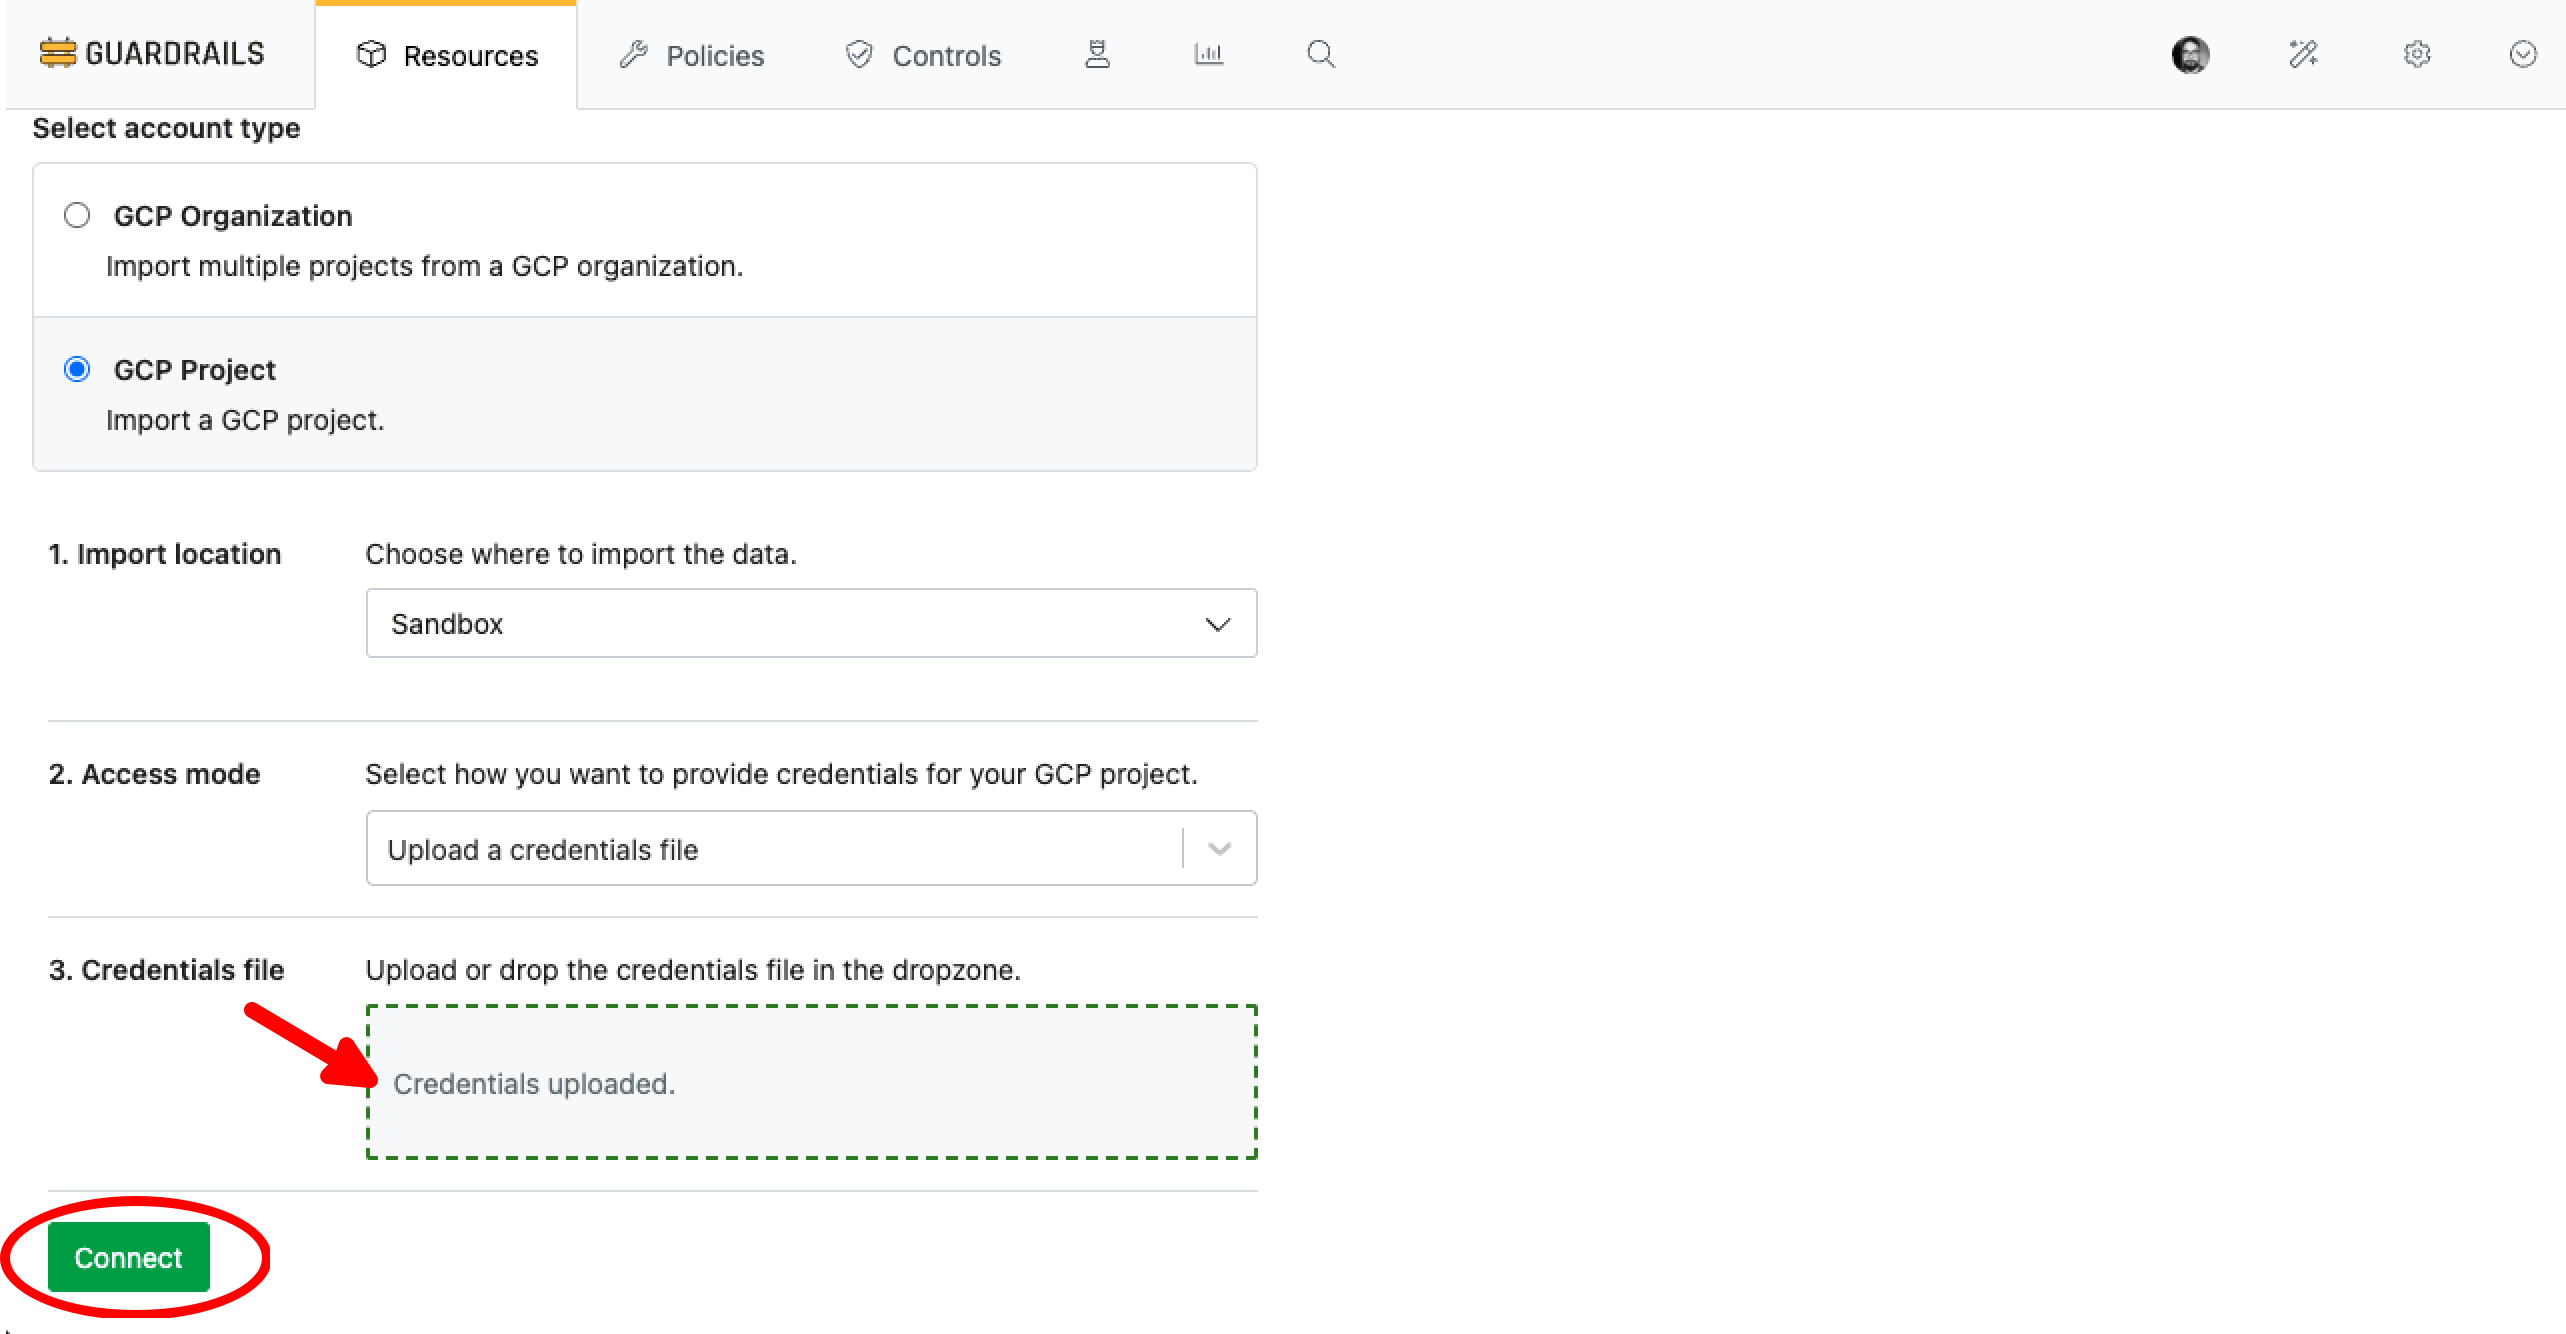 GUARDRAILS
Resources
Policies
Controls
Select account type
GCP Organization
Import multiple projects from a GCP organization.
GCP Project
Import a GCP project.
1. Import location
Choose where to import the data.
Sandbox
2. Access mode
Select how you want to provide credentials for your GCP project.
Upload a credentials file
3. Credentials file
Upload or drop the credentials file in the dropzone.
Credentials uploaded.
Connect